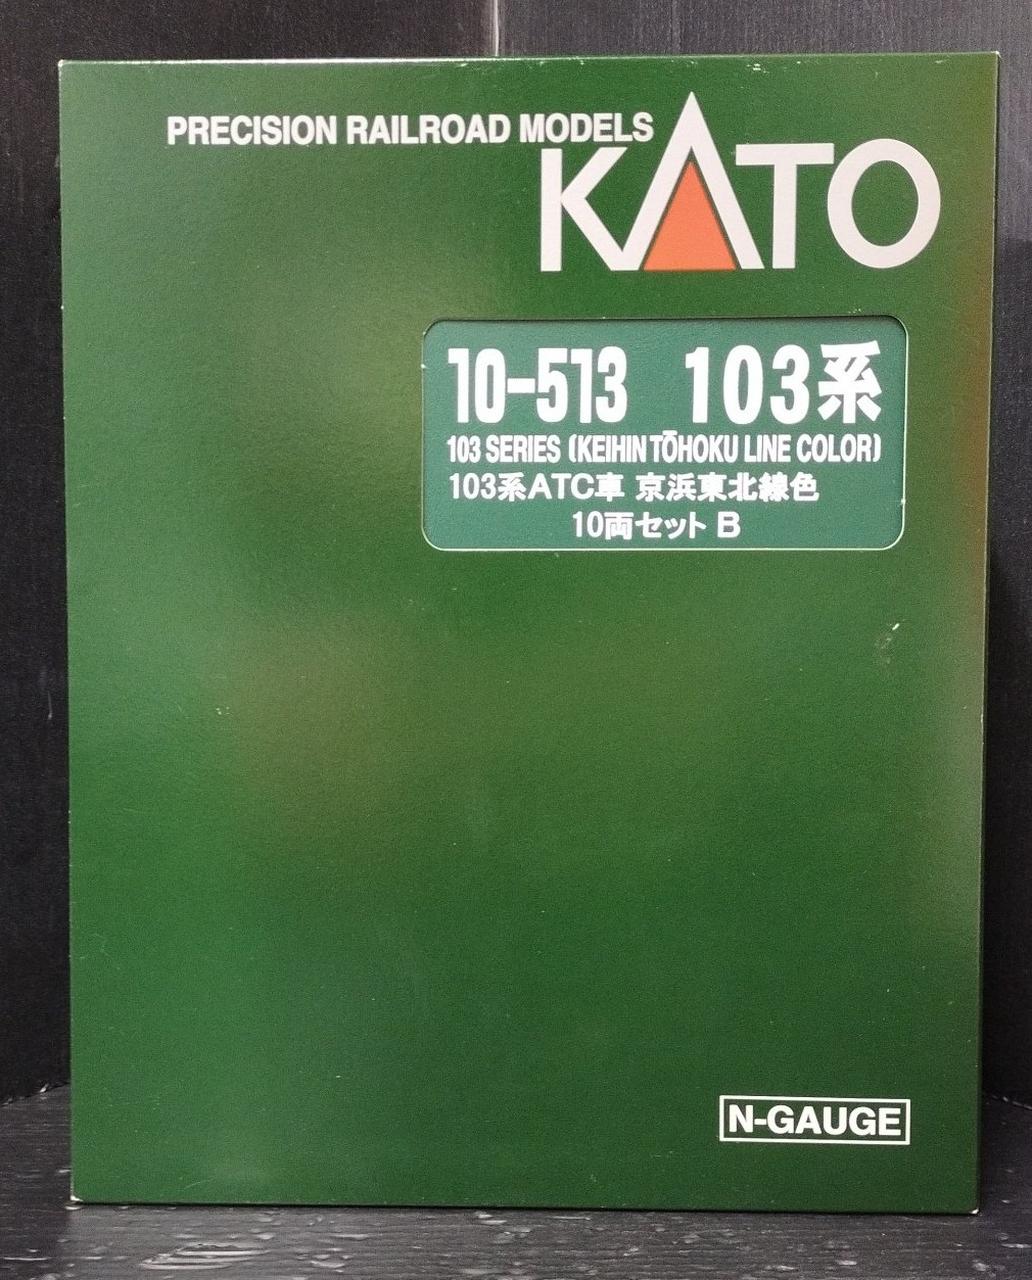 PRECISION RAILROAD MODELS
KATO
10-513 103系
103 SERIES (KEIHIN TŌHOKU LINE COLOR)
103系ATC車 京浜東北線色
10両セット B
N-GAUGE